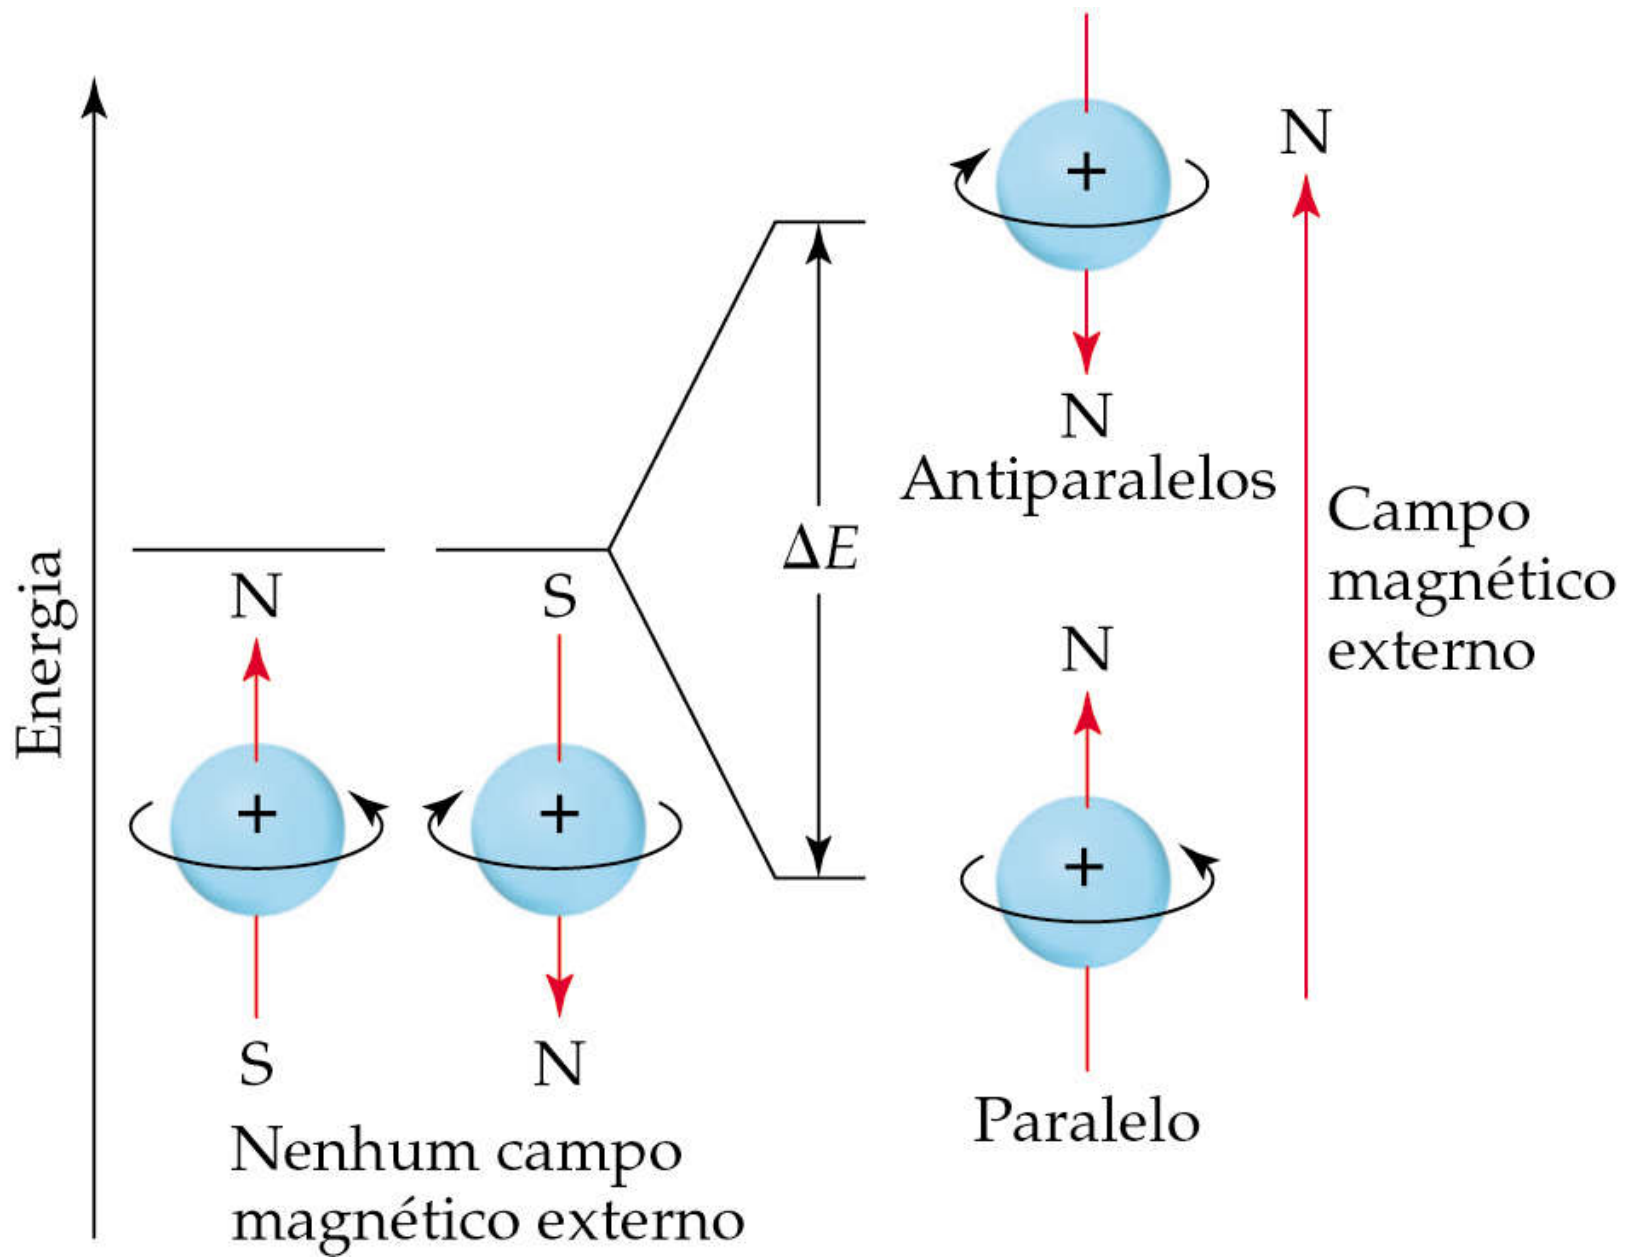 Energia
N
S
S
N
Nenhum campo
magnético externo
ΔE
+
+
+
N
Antiparalelos
N
+
Paralelo
N
Campo
magnético
externo